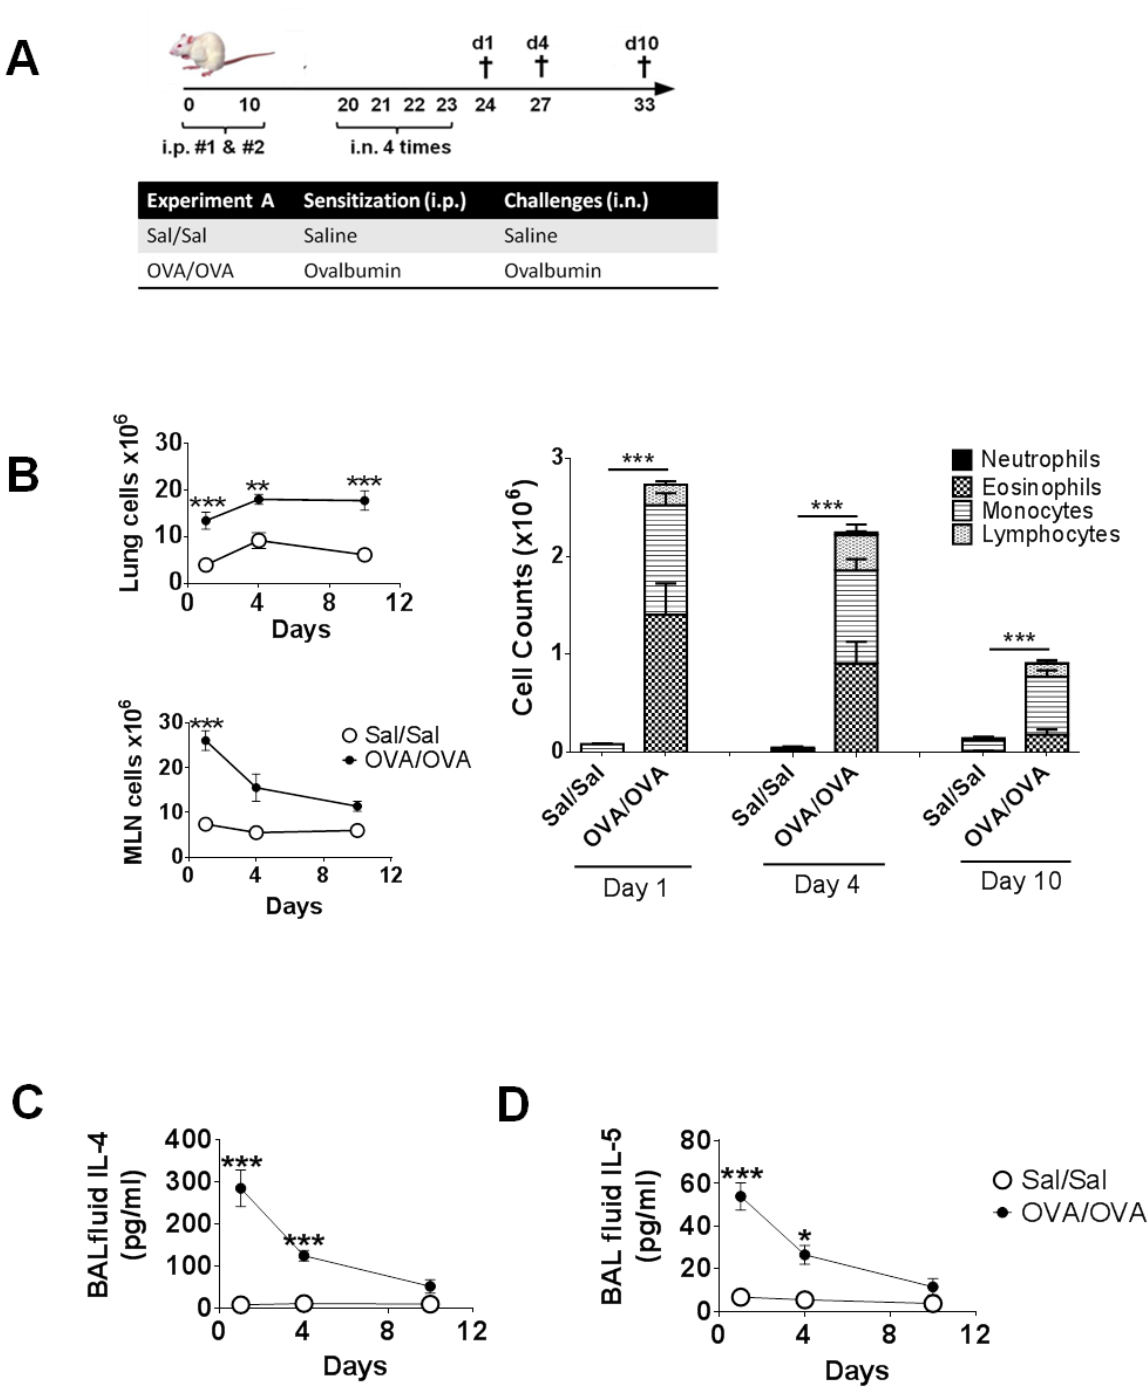 A
d1 d4 d10
† † †
0 10 20 21 22 23 24 27 33
i.p. #1 & #2 i.n. 4 times
Experiment A Sensitization (i.p.) Challenges (i.n.)
Sal/Sal Saline Saline
OVA/OVA Ovalbumin Ovalbumin
B
Lung cells x10⁶
30
20
10
0
*** ** ***
0 4 8 12
Days
MLN cells x10⁶
30
20
10
0
***
0 4 8 12
Days
Sal/Sal
OVA/OVA
Cell Counts (x10⁶)
3
2
1
0
*** *** ***
Neutrophils
Eosinophils
Monocytes
Lymphocytes
Sal/Sal OVA/OVA Sal/Sal OVA/OVA Sal/Sal OVA/OVA
Day 1 Day 4 Day 10
C
BALfluid IL-4
(pg/ml)
400
300
200
100
0
***
***
0 4 8 12
Days
D
BAL fluid IL-5
(pg/ml)
80
60
40
20
0
***
*
0 4 8 12
Days
Sal/Sal
OVA/OVA